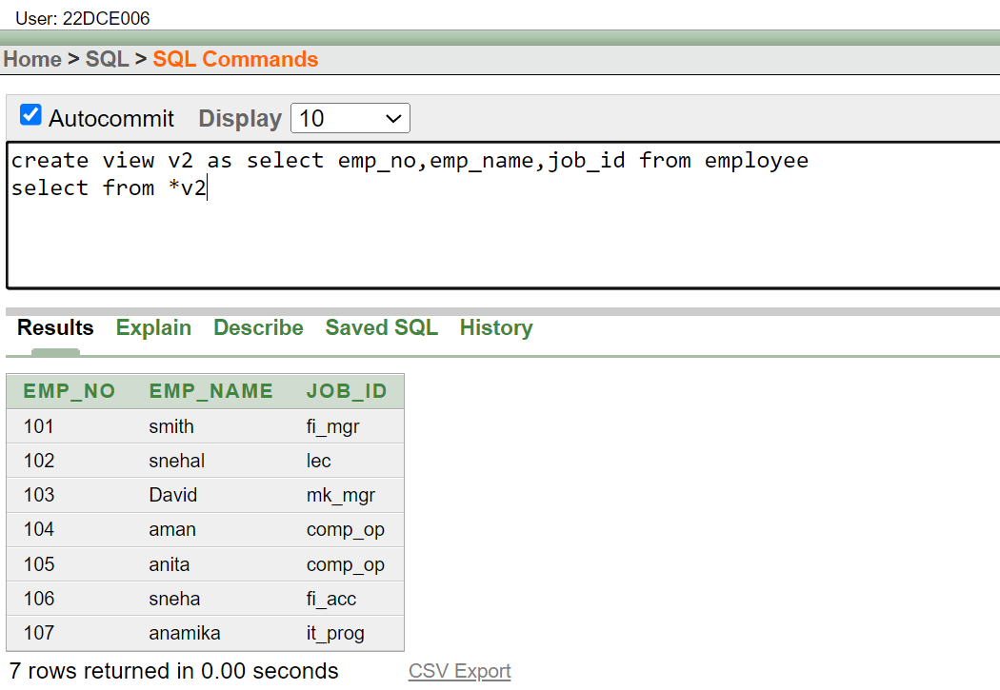 User: 22DCE006
Home > SQL > SQL Commands
Autocommit Display 10
create view v2 as select emp_no,emp_name,job_id from employee
select from *v2
Results Explain Describe Saved SQL History
EMP_NO EMP_NAME JOB_ID
101 smith fi_mgr
102 snehal lec
103 David mk_mgr
104 aman comp_op
105 anita comp_op
106 sneha fi_acc
107 anamika it_prog
7 rows returned in 0.00 seconds CSV Export